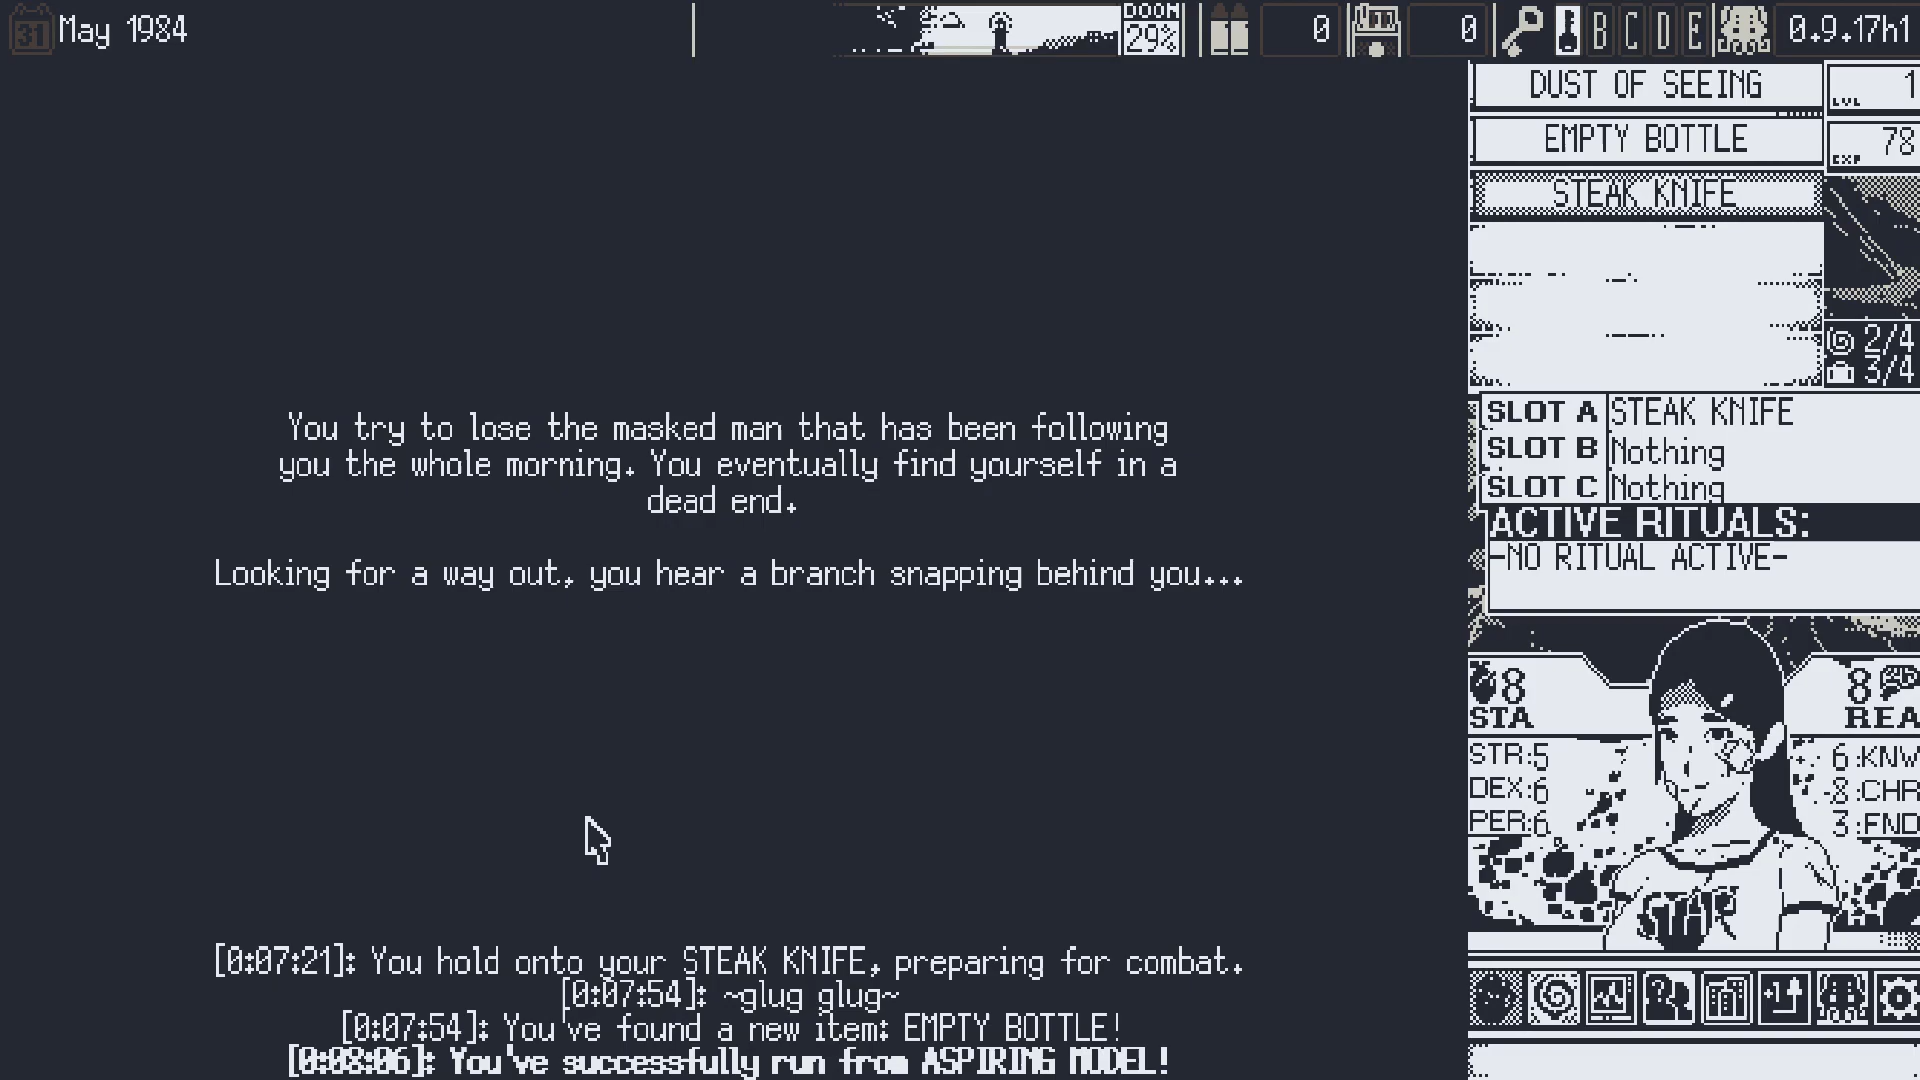 31 May 1984
DOOM
29%
0
0
B C D E
0.9.17h1
DUST OF SEEING
LVL 1
EMPTY BOTTLE
EXP 78
STEAK KNIFE
2/4
3/4
SLOT A STEAK KNIFE
SLOT B Nothing
SLOT C Nothing
ACTIVE RITUALS:
-NO RITUAL ACTIVE-
You try to lose the masked man that has been following
you the whole morning. You eventually find yourself in a
dead end.
Looking for a way out, you hear a branch snapping behind you...
8
STA
8
REA
STR:5
DEX:6
PER:6
6:KNW
8:CHR
3:FND
STAR
+1
[0:07:21]: You hold onto your STEAK KNIFE, preparing for combat.
[0:07:54]: ~glug glug~
[0:07:54]: You've found a new item: EMPTY BOTTLE!
[0:08:06]: You've successfully run from ASPIRING MODEL!